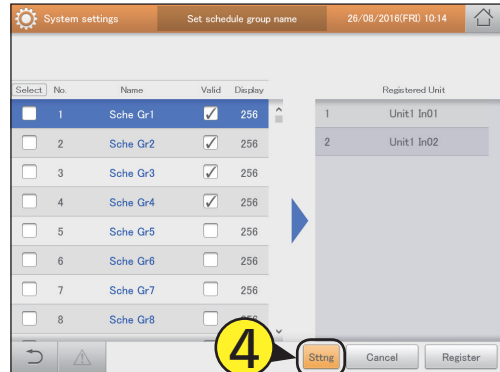 System settings Set schedule group name 26/08/2016(FRI) 10:14
Select No. Name Valid Display Registered Unit
1 Sche Gr1 256 1 Unit1 In01
2 Sche Gr2 256 2 Unit1 In02
3 Sche Gr3 256
4 Sche Gr4 256
5 Sche Gr5 256
6 Sche Gr6 256
7 Sche Gr7 256
8 Sche Gr8 256
4 Sttng Cancel Register